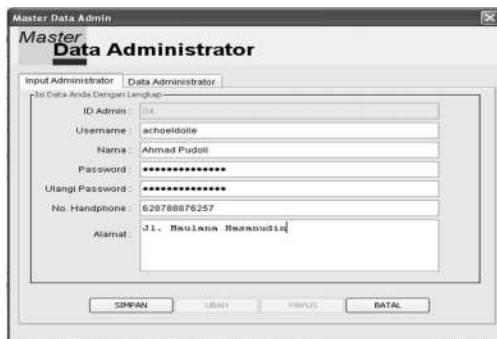 Master Data Admin
Master
Data Administrator
Input Administrator Data Administrator
Isi Data Anda Dengan Lengkap
ID Admin : 04
Username : achoeldolie
Nama : Ahmad Pudoli
Password : ••••••••••••••
Ulangi Password : ••••••••••••••
No. Handphone : 628788876257
Alamat : Jl. Maulana Hasanudin
SIMPAN UBAH HAPUS BATAL